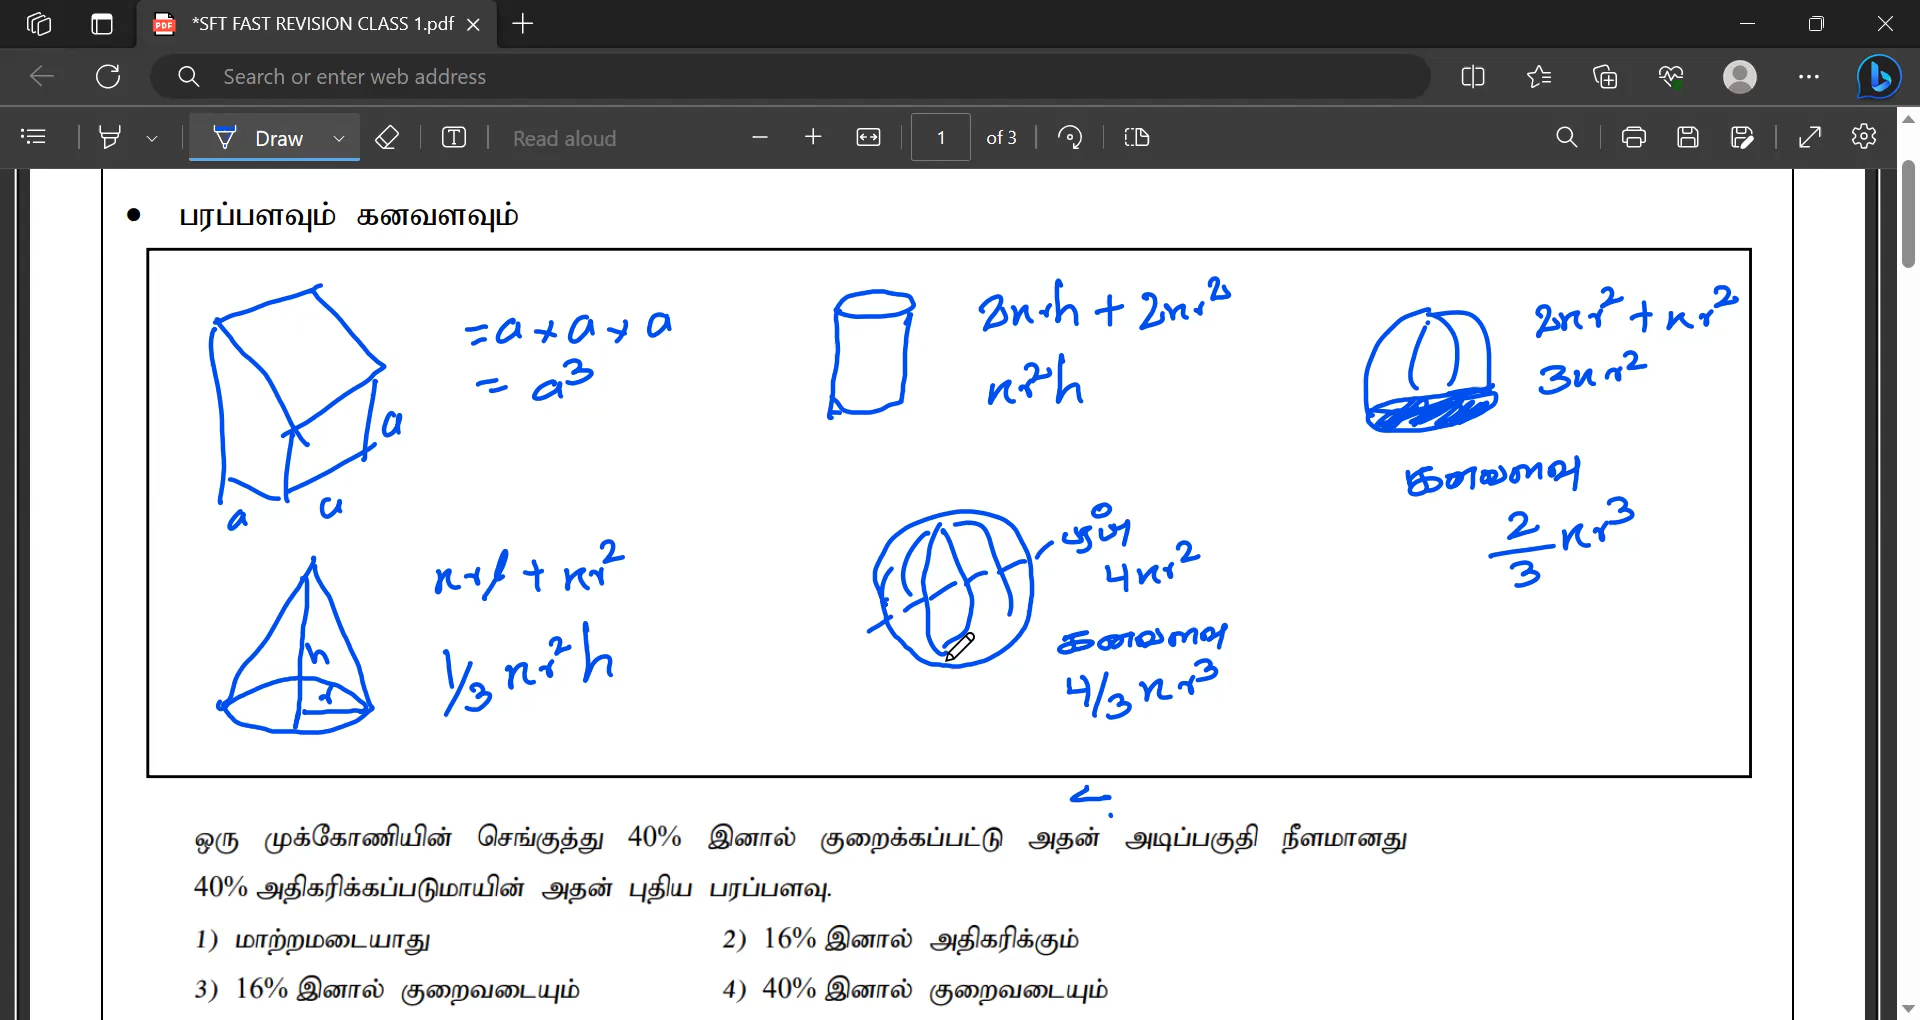 *SFT FAST REVISION CLASS 1.pdf
Search or enter web address
Draw
Read aloud
1 of 3
பரப்பளவும் கனவளவும்
= a × a × a
= a³
a
a
a
2πrh + 2πr²
πr²h
2πr² + πr²
3πr²
கனவளவு
2/3 πr³
πrl + πr²
1/3 πr²h
h
r
4πr²
கனவளவு
4/3 πr³
ஒரு முக்கோணியின் செங்குத்து 40% இனால் குறைக்கப்பட்டு அதன் அடிப்பகுதி நீளமானது
40% அதிகரிக்கப்படுமாயின் அதன் புதிய பரப்பளவு.
1) மாற்றமடையாது
2) 16% இனால் அதிகரிக்கும்
3) 16% இனால் குறைவடையும்
4) 40% இனால் குறைவடையும்